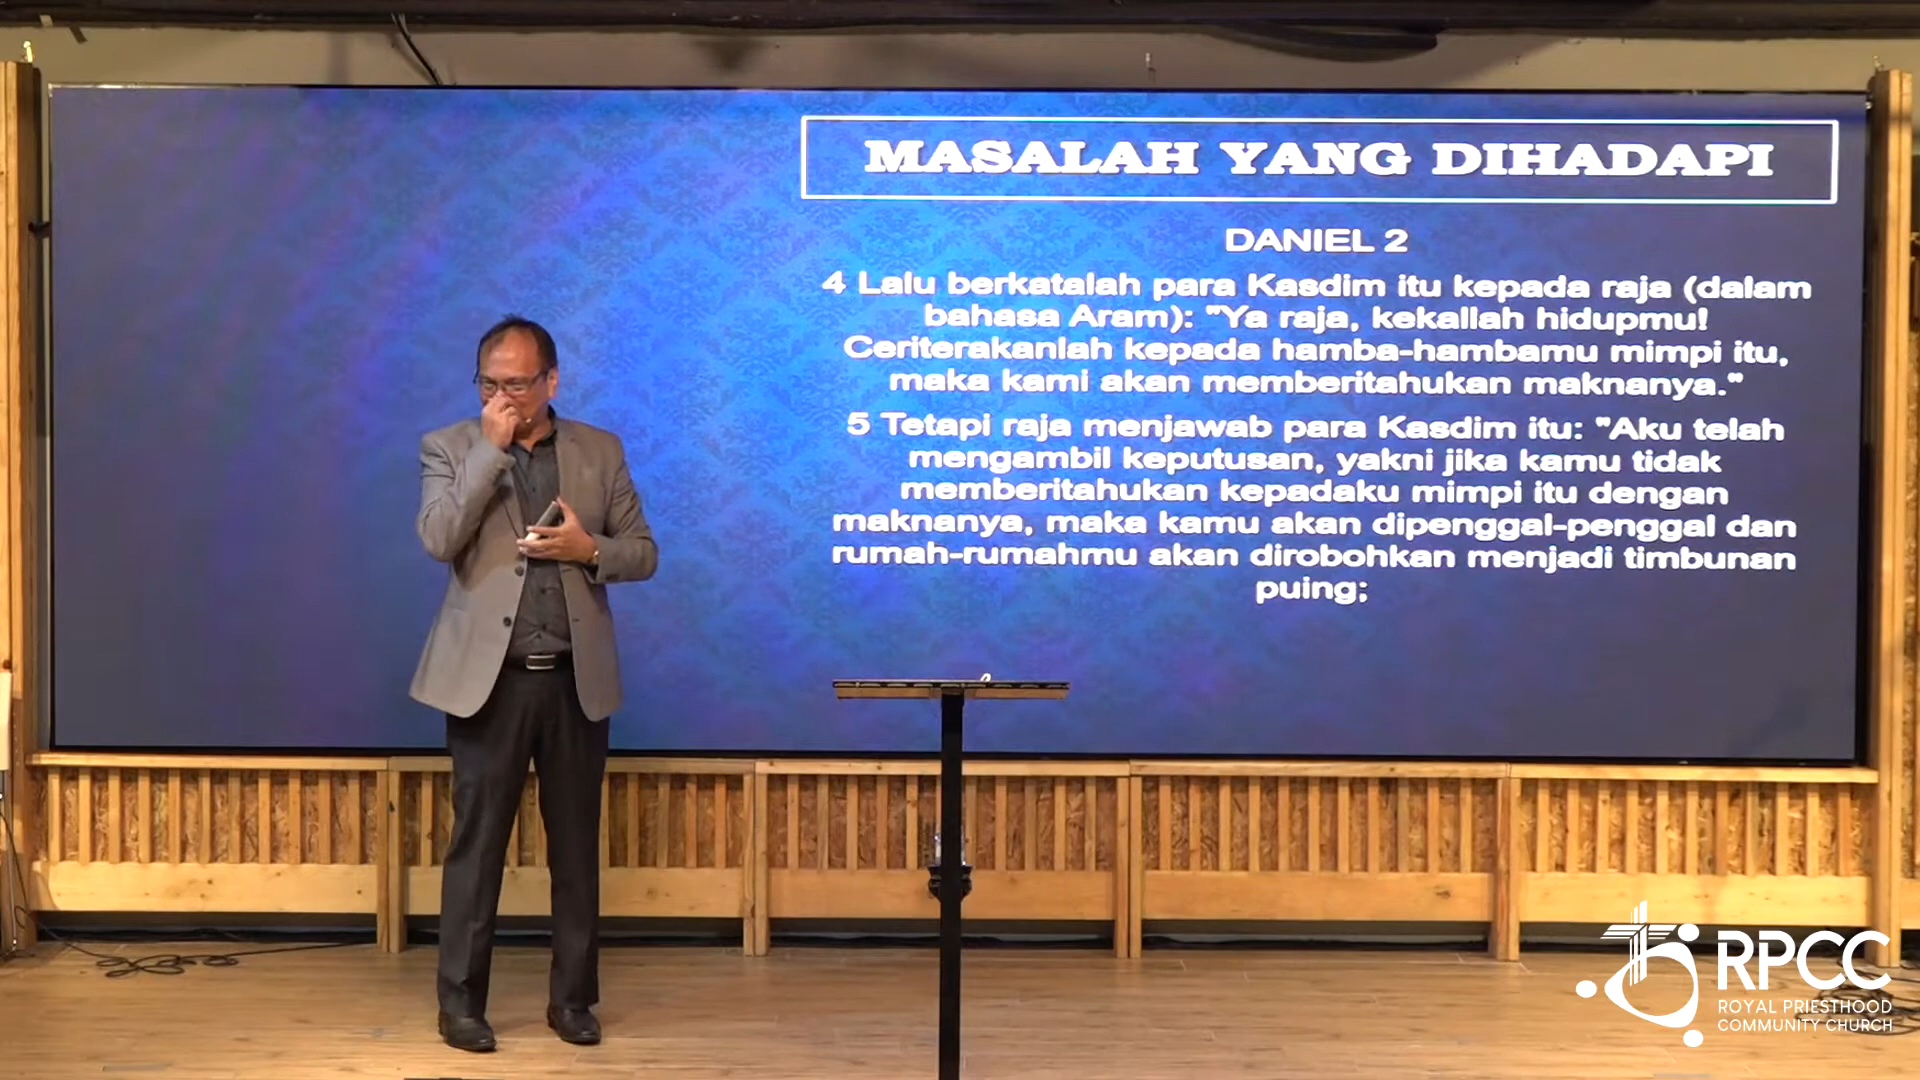 MASALAH YANG DIHADAPI
DANIEL 2
4 Lalu berkatalah para Kasdim itu kepada raja (dalam
bahasa Aram): "Ya raja, kekallah hidupmu!
Ceriterakanlah kepada hamba-hambamu mimpi itu,
maka kami akan memberitahukan maknanya."
5 Tetapi raja menjawab para Kasdim itu: "Aku telah
mengambil keputusan, yakni jika kamu tidak
memberitahukan kepadaku mimpi itu dengan
maknanya, maka kamu akan dipenggal-penggal dan
rumah-rumahmu akan dirobohkan menjadi timbunan
puing;
RPCC
ROYAL PRIESTHOOD
COMMUNITY CHURCH